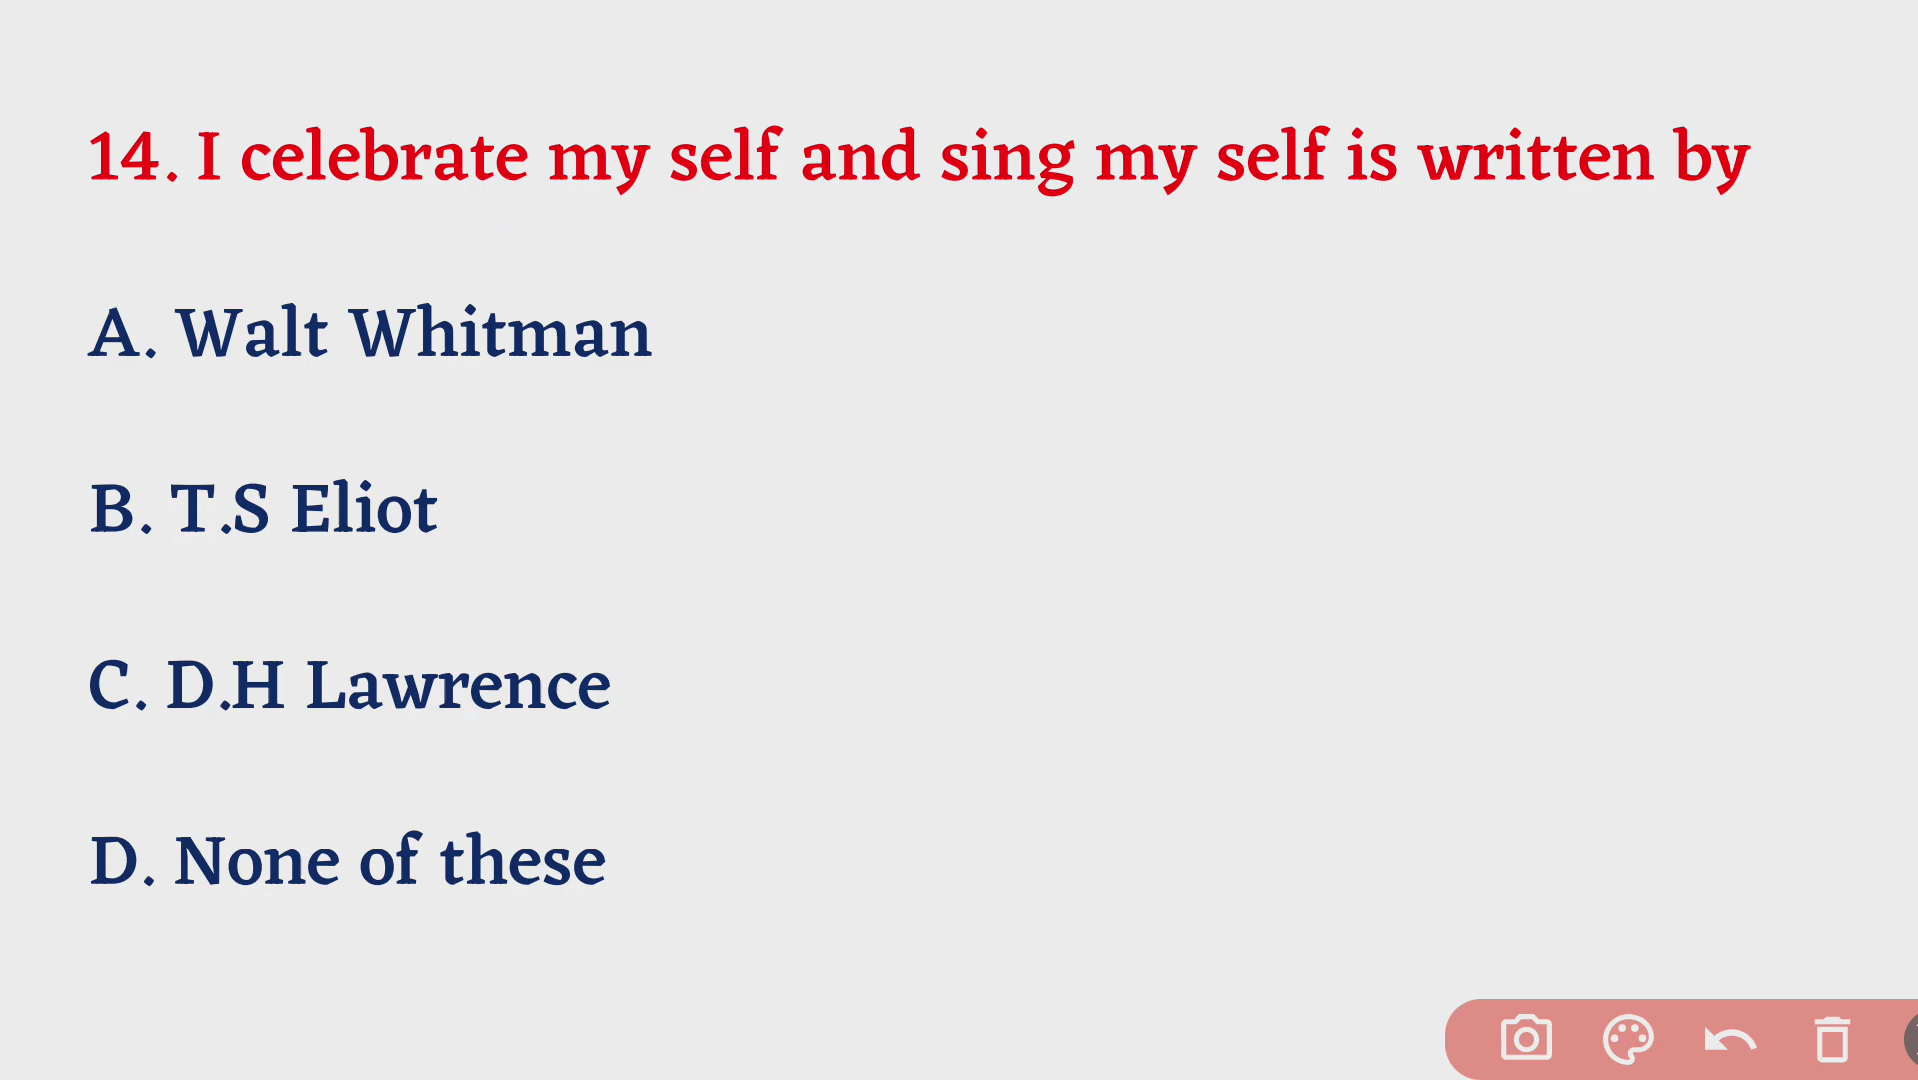 14. I celebrate my self and sing my self is written by
A. Walt Whitman
B. T.S Eliot
C. D.H Lawrence
D. None of these